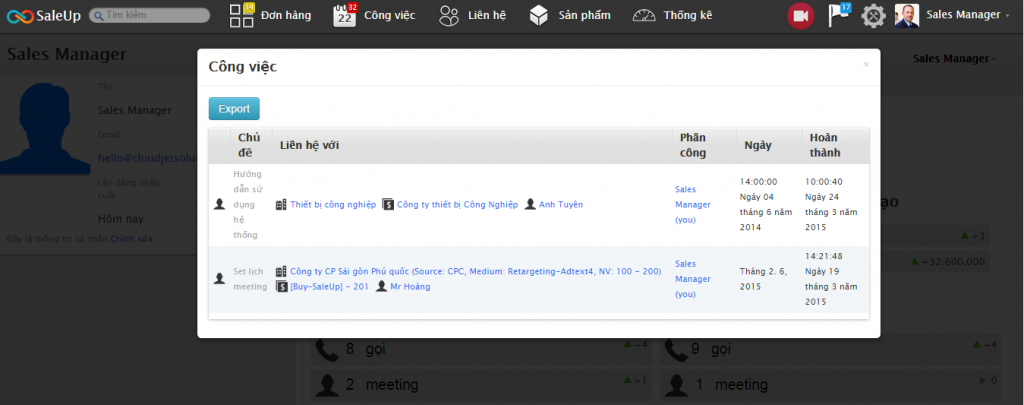 SaleUp
Tìm kiếm
14
Đơn hàng
32
22
Công việc
Liên hệ
Sản phẩm
Thống kê
17
Sales Manager
Sales Manager
Sales Manager
Tên
Sales Manager
Email
hello@cloudjetsolut
Lần đăng nhập
cuối
Hôm nay
Đây là thông tin cá nhân Chỉnh sửa
Công việc
×
Export
Chủ
đề
Liên hệ với
Phân
công
Ngày
Hoàn
thành
Hướng
dẫn sử
dụng
hệ
thống
Thiết bị công nghiệp
Công ty thiết bị Công Nghiệp
Anh Tuyên
Sales
Manager
(you)
14:00:00
Ngày 04
tháng 6 năm
2014
10:00:40
Ngày 24
tháng 3 năm
2015
Set lịch
meeting
Công ty CP Sài gòn Phú quốc (Source: CPC, Medium: Retargeting-Adtext4, NV: 100 - 200)
[Buy-SaleUp] - 201
Mr Hoàng
Sales
Manager
(you)
Tháng 2. 6,
2015
14:21:48
Ngày 19
tháng 3 năm
2015
ạo
+3
+32.600.000
8 gọi
+4
9 gọi
+4
2 meeting
+1
1 meeting
0